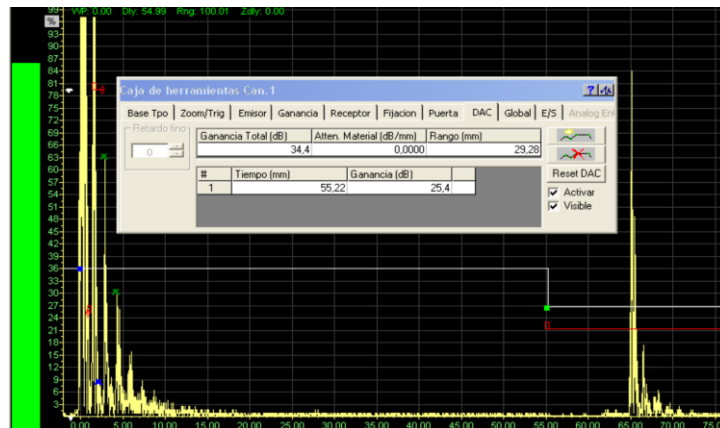 WP: 0.00 Dly: 54.99 Rng: 100.01 Zdly: 0.00
%
99
93
90
87
84
81
78
75
72
69
66
63
60
57
54
51
48
45
42
39
36
33
30
27
24
21
18
15
12
9
6
3
Caja de herramientas Can.1
Base Tpo Zoom/Trig Emisor Ganancia Receptor Fijacion Puerta DAC Global E/S Analog
Retardo fino
0
Ganancia Total (dB) Atten. Material (dB/mm) Rango (mm)
34,4 0,0000 29,28
# Tiempo (mm) Ganancia (dB)
1 55,22 25,4
Reset DAC
Activar
Visible
0.00 5.00 10.00 15.00 20.00 25.00 30.00 35.00 40.00 45.00 50.00 55.00 60.00 65.00 70.00